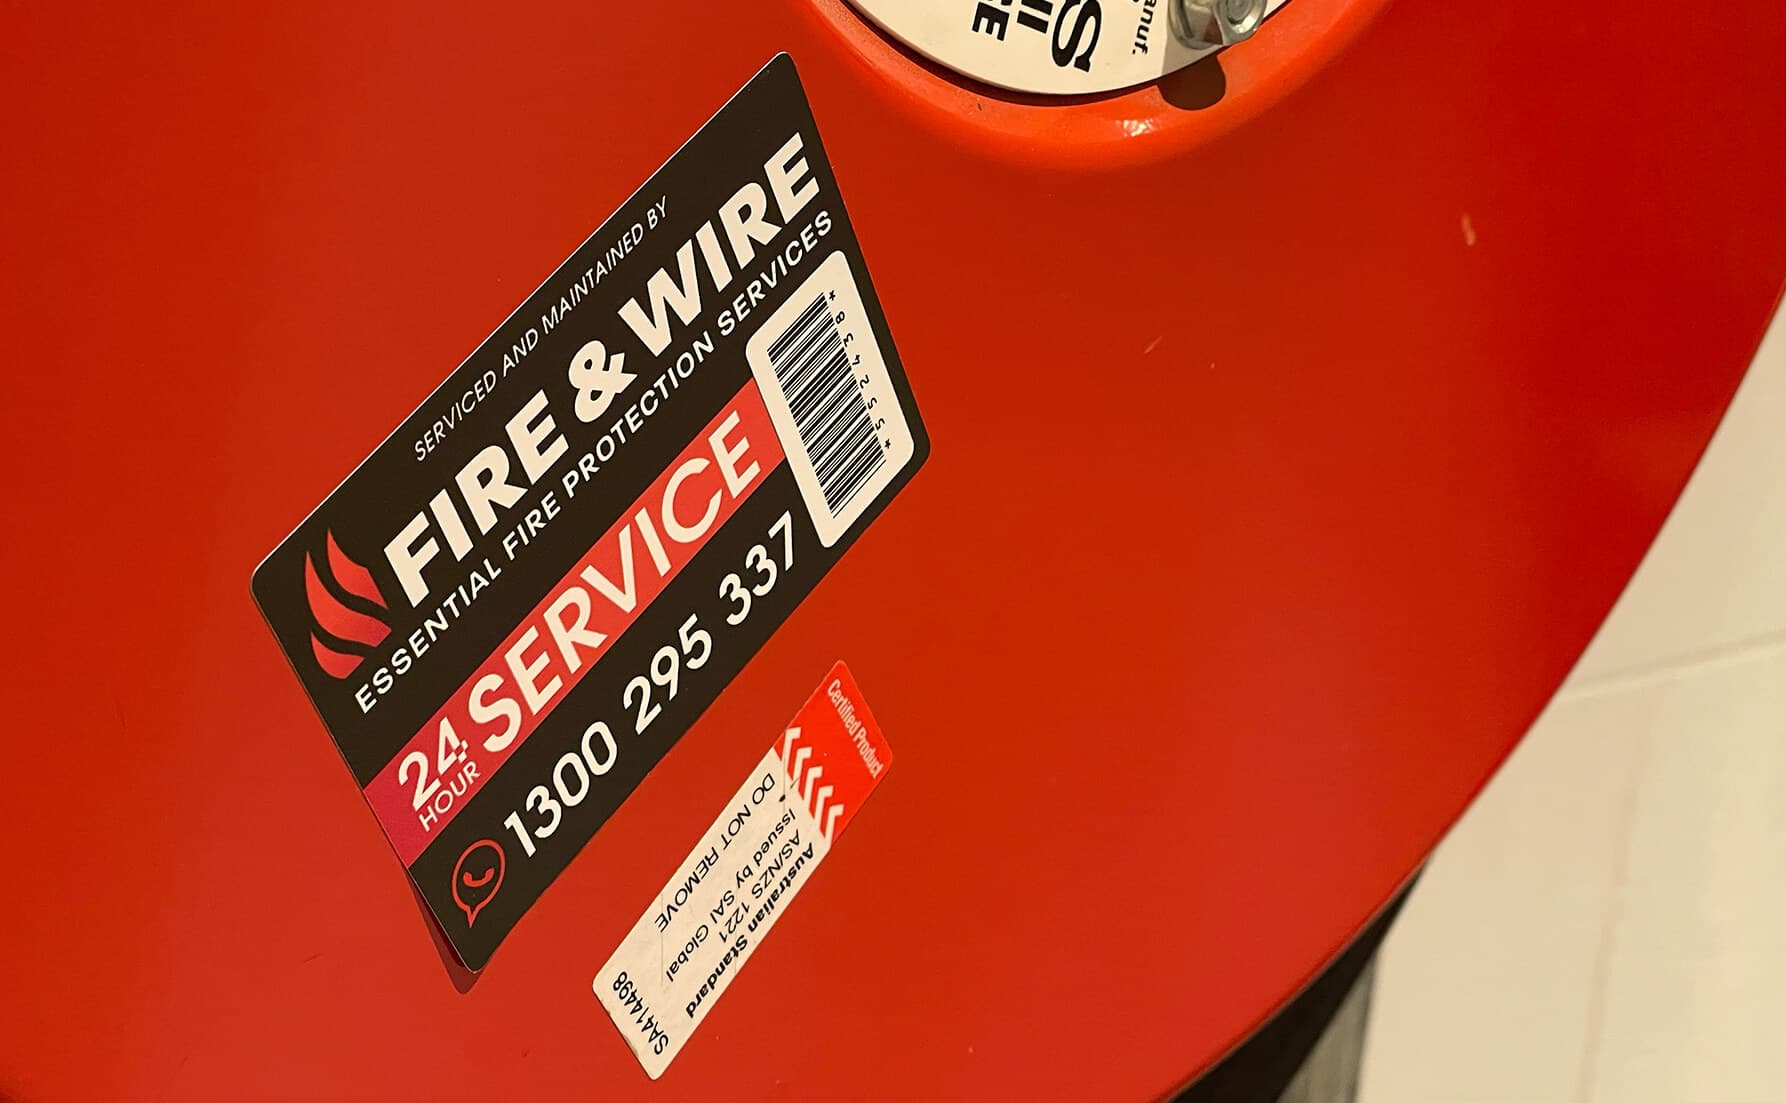 SERVICED AND MAINTAINED BY
FIRE & WIRE
ESSENTIAL FIRE PROTECTION SERVICES
24 HOUR SERVICE
1300 295 337
*834255*
Certified Product
Australian Standard
AS/NZS 1221
Issued by SAI Global
DO NOT REMOVE
SA414498